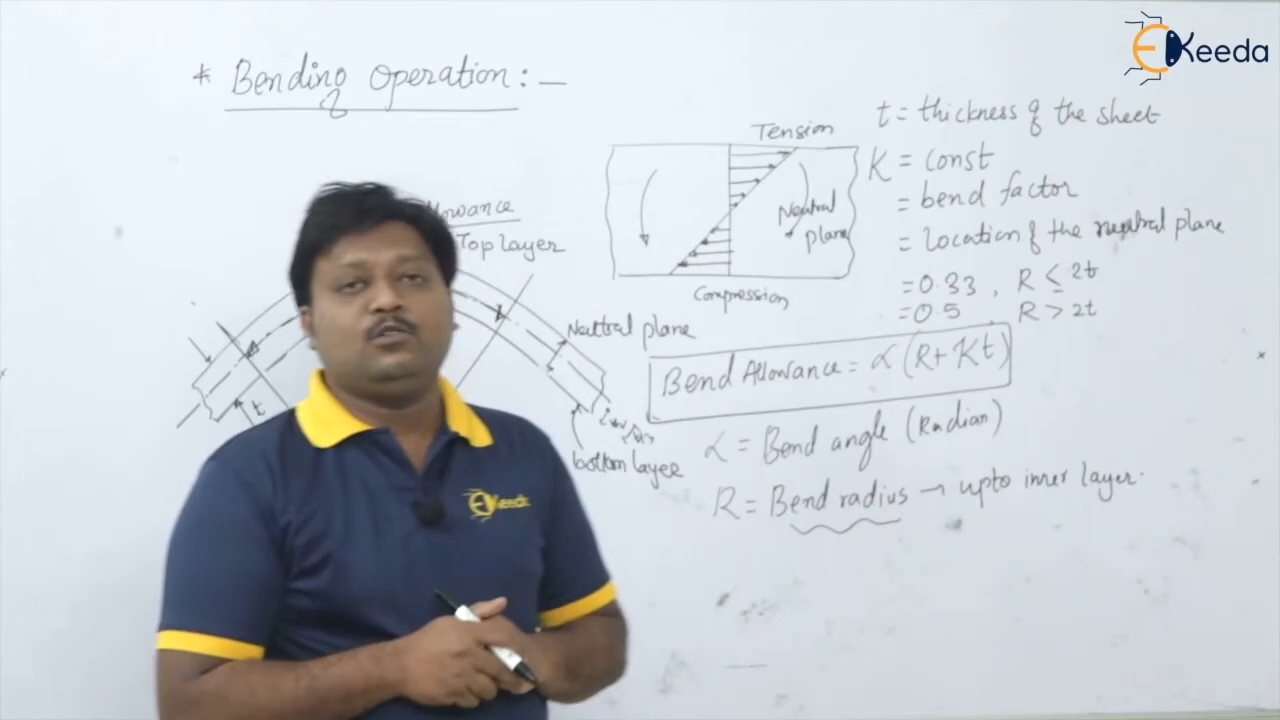 EKeeda
* Bending Operation : —
Top layer
Neutral plane
bottom layer
t
Tension
Neutral plane
Compression
t = thickness of the sheet
K = const
= bend factor
= location of the neutral plane
= 0.33 , R ≤ 2t
= 0.5 , R > 2t
Bend Allowance = α (R + Kt)
α = Bend angle (Radian)
R = Bend radius → upto inner layer.
EKeeda